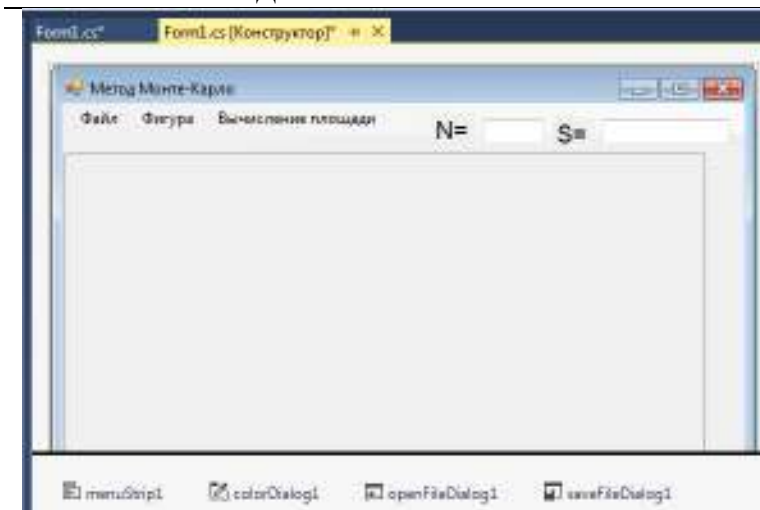 Form1.cs*
Form1.cs [Конструктор]*
Метод Монте-Карло
Файл Фигура Вычисление площади N= S=
menuStrip1 colorDialog1 openFileDialog1 saveFileDialog1